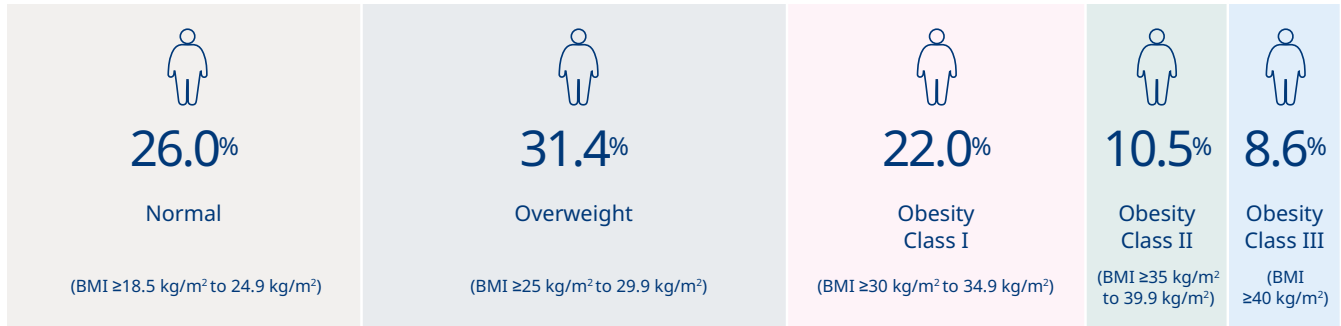 26.0%
Normal
(BMI ≥18.5 kg/m² to 24.9 kg/m²)
31.4%
Overweight
(BMI ≥25 kg/m² to 29.9 kg/m²)
22.0%
Obesity
Class I
(BMI ≥30 kg/m² to 34.9 kg/m²)
10.5%
Obesity
Class II
(BMI ≥35 kg/m²
to 39.9 kg/m²)
8.6%
Obesity
Class III
(BMI
≥40 kg/m²)